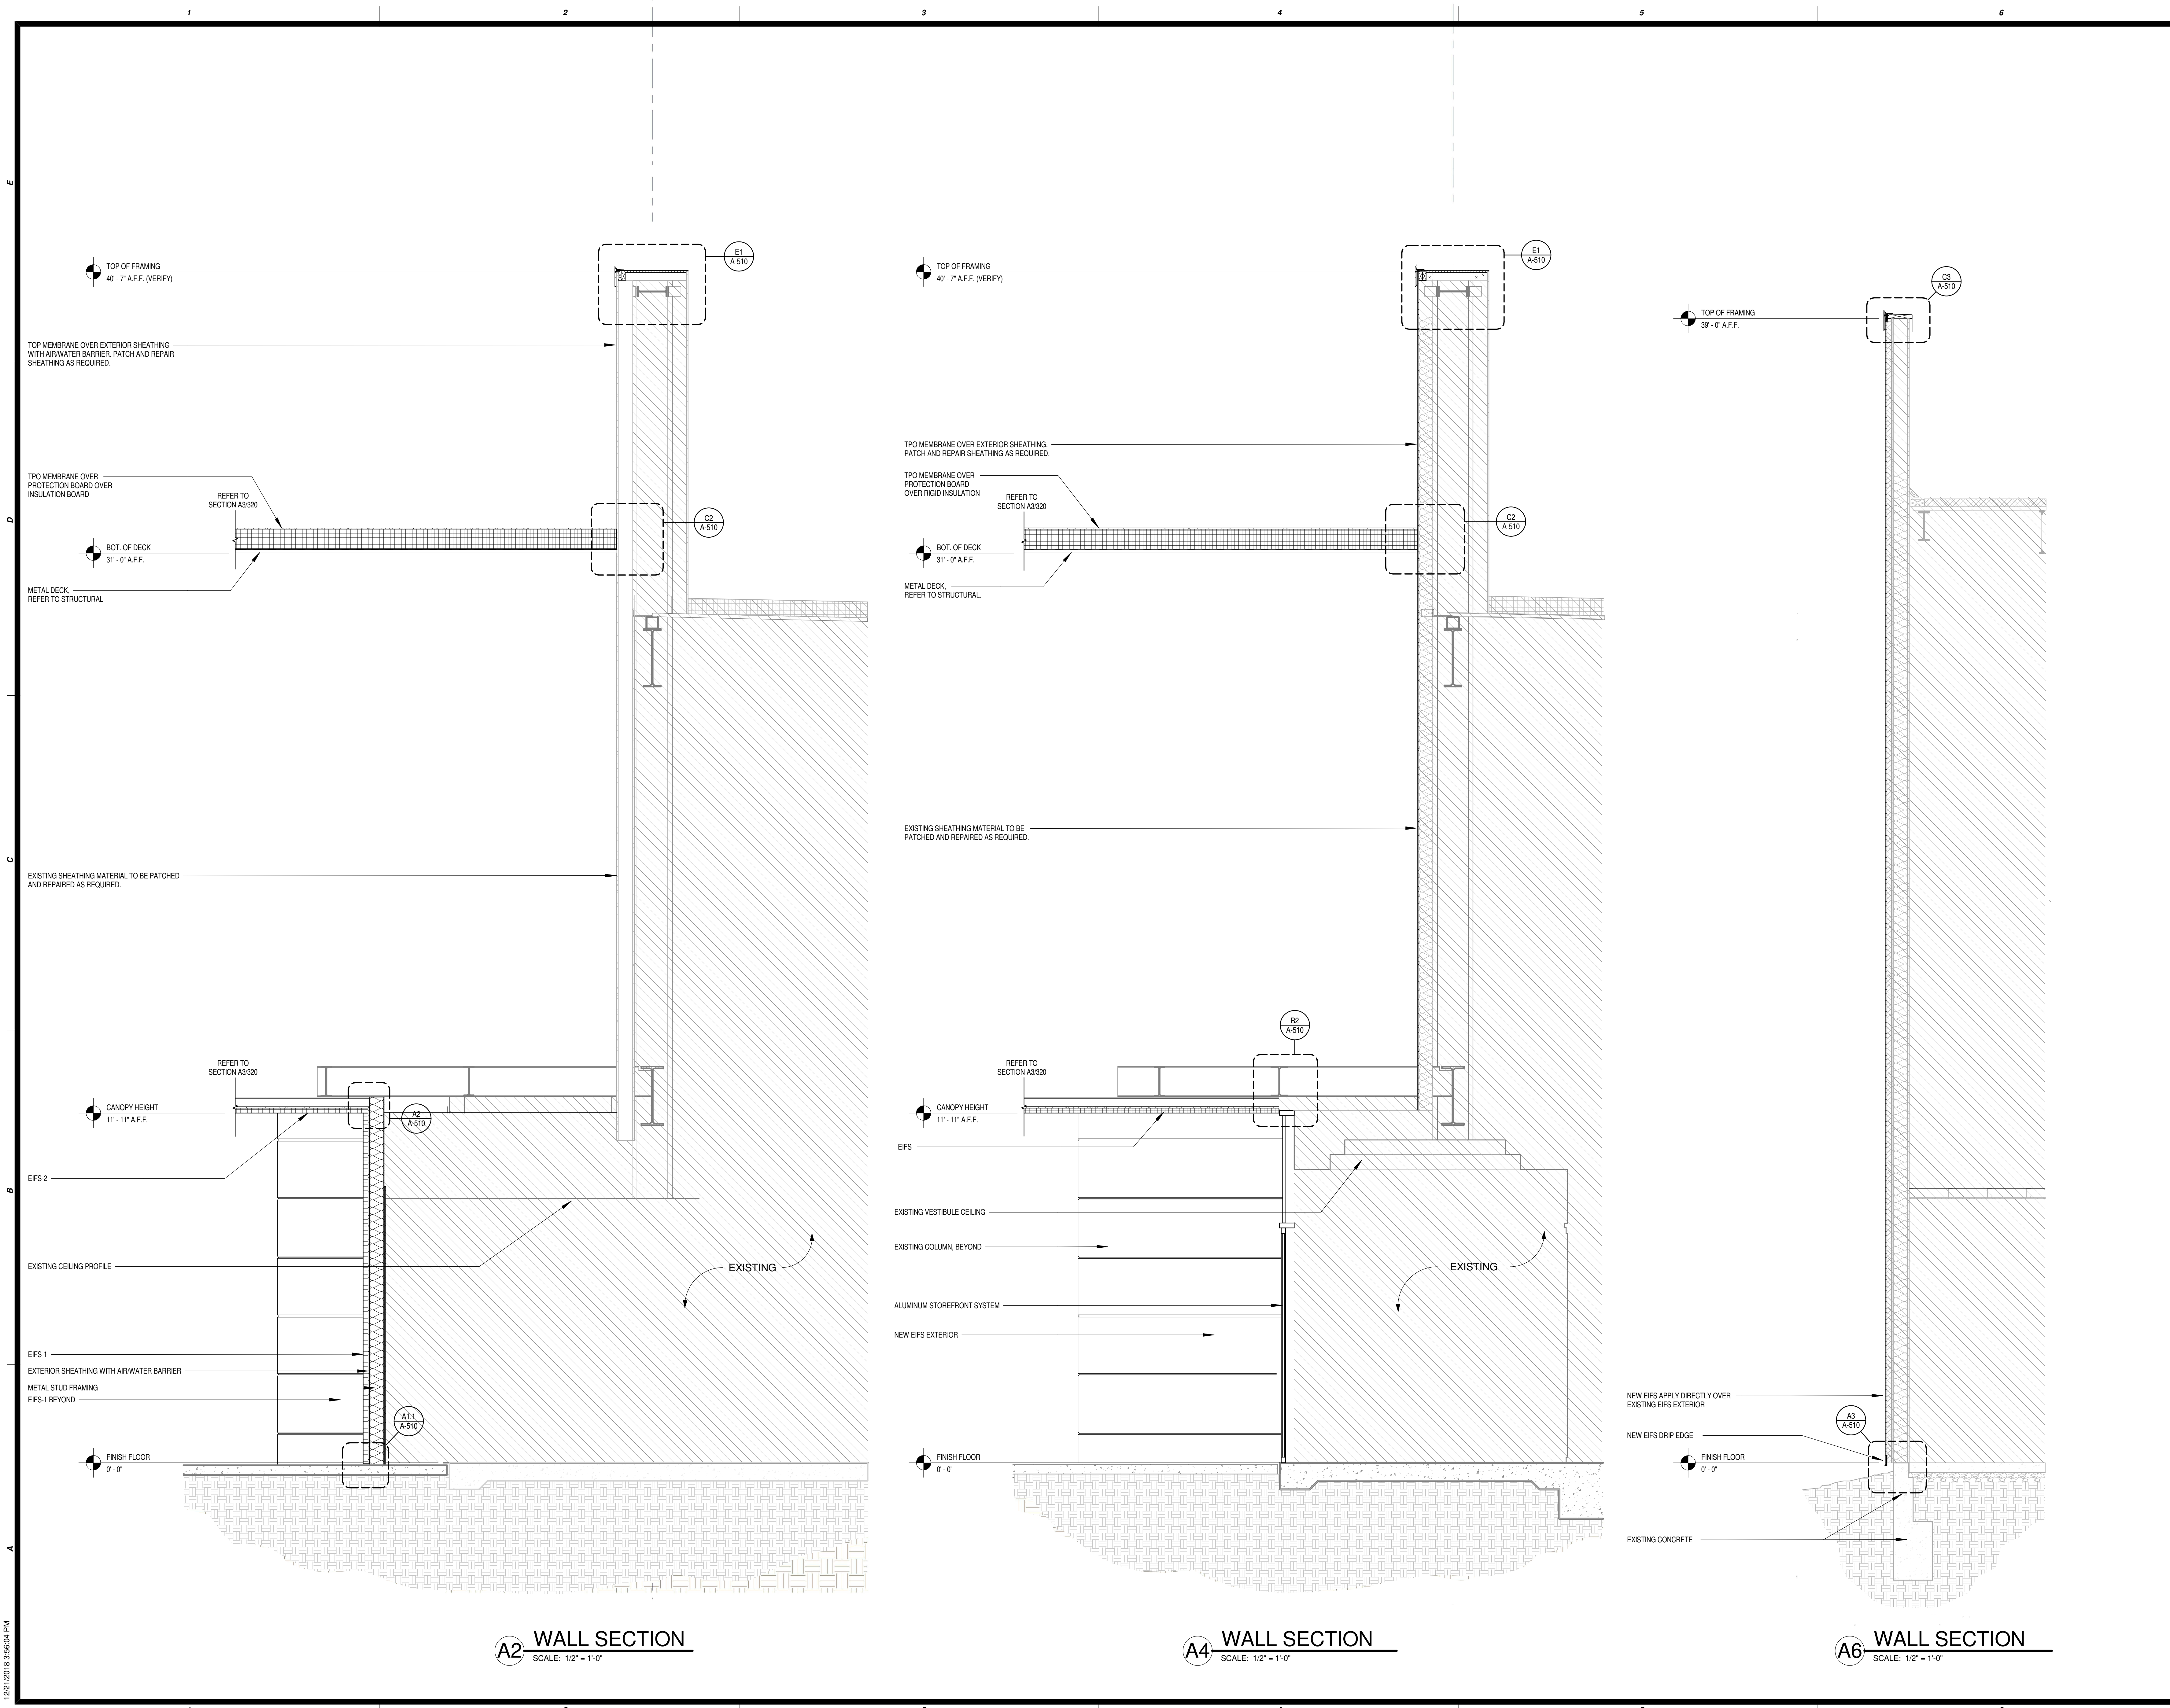 1 2 3 4 5 6
E
D
C
B
A
12/21/2018 3:56:04 PM
E1
A-510
TOP OF FRAMING
40' - 7" A.F.F. (VERIFY)
TOP MEMBRANE OVER EXTERIOR SHEATHING
WITH AIR/WATER BARRIER. PATCH AND REPAIR
SHEATHING AS REQUIRED.
TPO MEMBRANE OVER
PROTECTION BOARD OVER
INSULATION BOARD
REFER TO
SECTION A3/320
C2
A-510
BOT. OF DECK
31' - 0" A.F.F.
METAL DECK,
REFER TO STRUCTURAL
EXISTING SHEATHING MATERIAL TO BE PATCHED
AND REPAIRED AS REQUIRED.
REFER TO
SECTION A3/320
CANOPY HEIGHT
11' - 11" A.F.F.
A2
A-510
EIFS-2
EXISTING CEILING PROFILE
EXISTING
EIFS-1
EXTERIOR SHEATHING WITH AIR/WATER BARRIER
METAL STUD FRAMING
EIFS-1 BEYOND
A1.1
A-510
FINISH FLOOR
0' - 0"
A2
WALL SECTION
SCALE: 1/2" = 1'-0"
E1
A-510
TOP OF FRAMING
40' - 7" A.F.F. (VERIFY)
TPO MEMBRANE OVER EXTERIOR SHEATHING.
PATCH AND REPAIR SHEATHING AS REQUIRED.
TPO MEMBRANE OVER
PROTECTION BOARD
OVER RIGID INSULATION
REFER TO
SECTION A3/320
C2
A-510
BOT. OF DECK
31' - 0" A.F.F.
METAL DECK,
REFER TO STRUCTURAL.
EXISTING SHEATHING MATERIAL TO BE
PATCHED AND REPAIRED AS REQUIRED.
B2
A-510
REFER TO
SECTION A3/320
CANOPY HEIGHT
11' - 11" A.F.F.
EIFS
EXISTING VESTIBULE CEILING
EXISTING COLUMN, BEYOND
EXISTING
ALUMINUM STOREFRONT SYSTEM
NEW EIFS EXTERIOR
FINISH FLOOR
0' - 0"
A4
WALL SECTION
SCALE: 1/2" = 1'-0"
C3
A-510
TOP OF FRAMING
39' - 0" A.F.F.
NEW EIFS APPLY DIRECTLY OVER
EXISTING EIFS EXTERIOR
A3
A-510
NEW EIFS DRIP EDGE
FINISH FLOOR
0' - 0"
EXISTING CONCRETE
A6
WALL SECTION
SCALE: 1/2" = 1'-0"